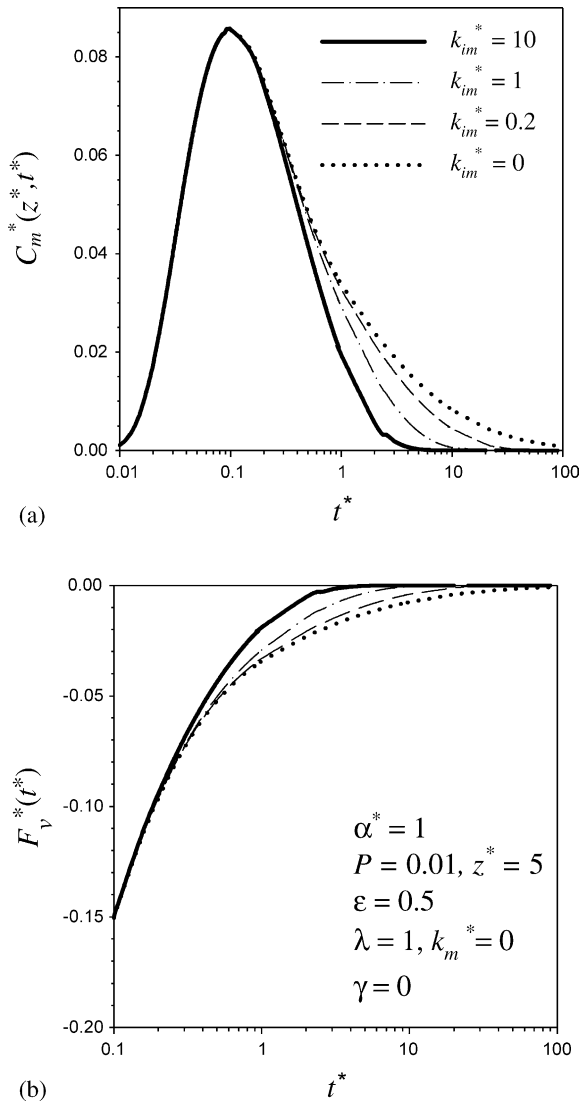 0.08
0.06
0.04
0.02
0.00
C_m^*(z^*,t^*)
k_im^* = 10
k_im^* = 1
k_im^* = 0.2
k_im^* = 0
0.01 0.1 1 10 100
(a)
t^*
0.00
-0.05
-0.10
-0.15
-0.20
F_v^*(t^*)
α^* = 1
P = 0.01, z^* = 5
ε = 0.5
λ = 1, k_m^* = 0
γ = 0
0.1 1 10 100
(b)
t^*